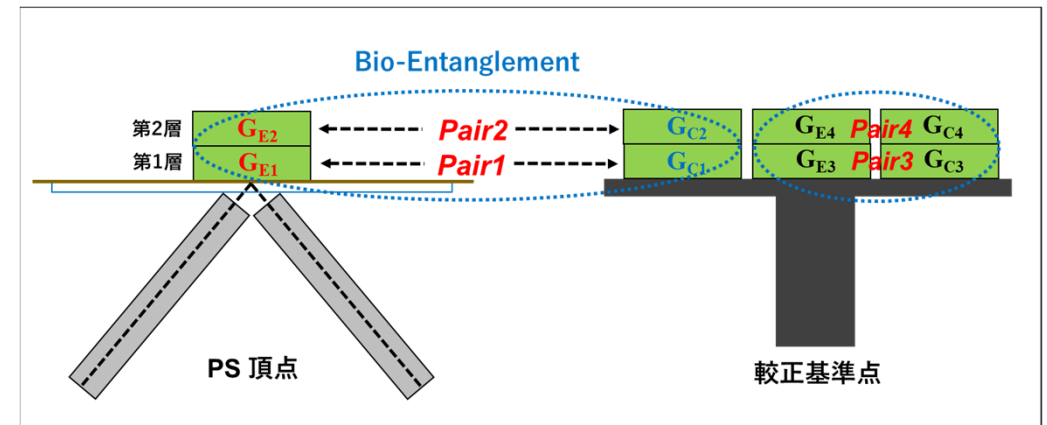 Bio-Entanglement
第2層 GE2 Pair2 GC2 GE4 Pair4 GC4
第1層 GE1 Pair1 GC1 GE3 Pair3 GC3
PS 頂点
較正基準点